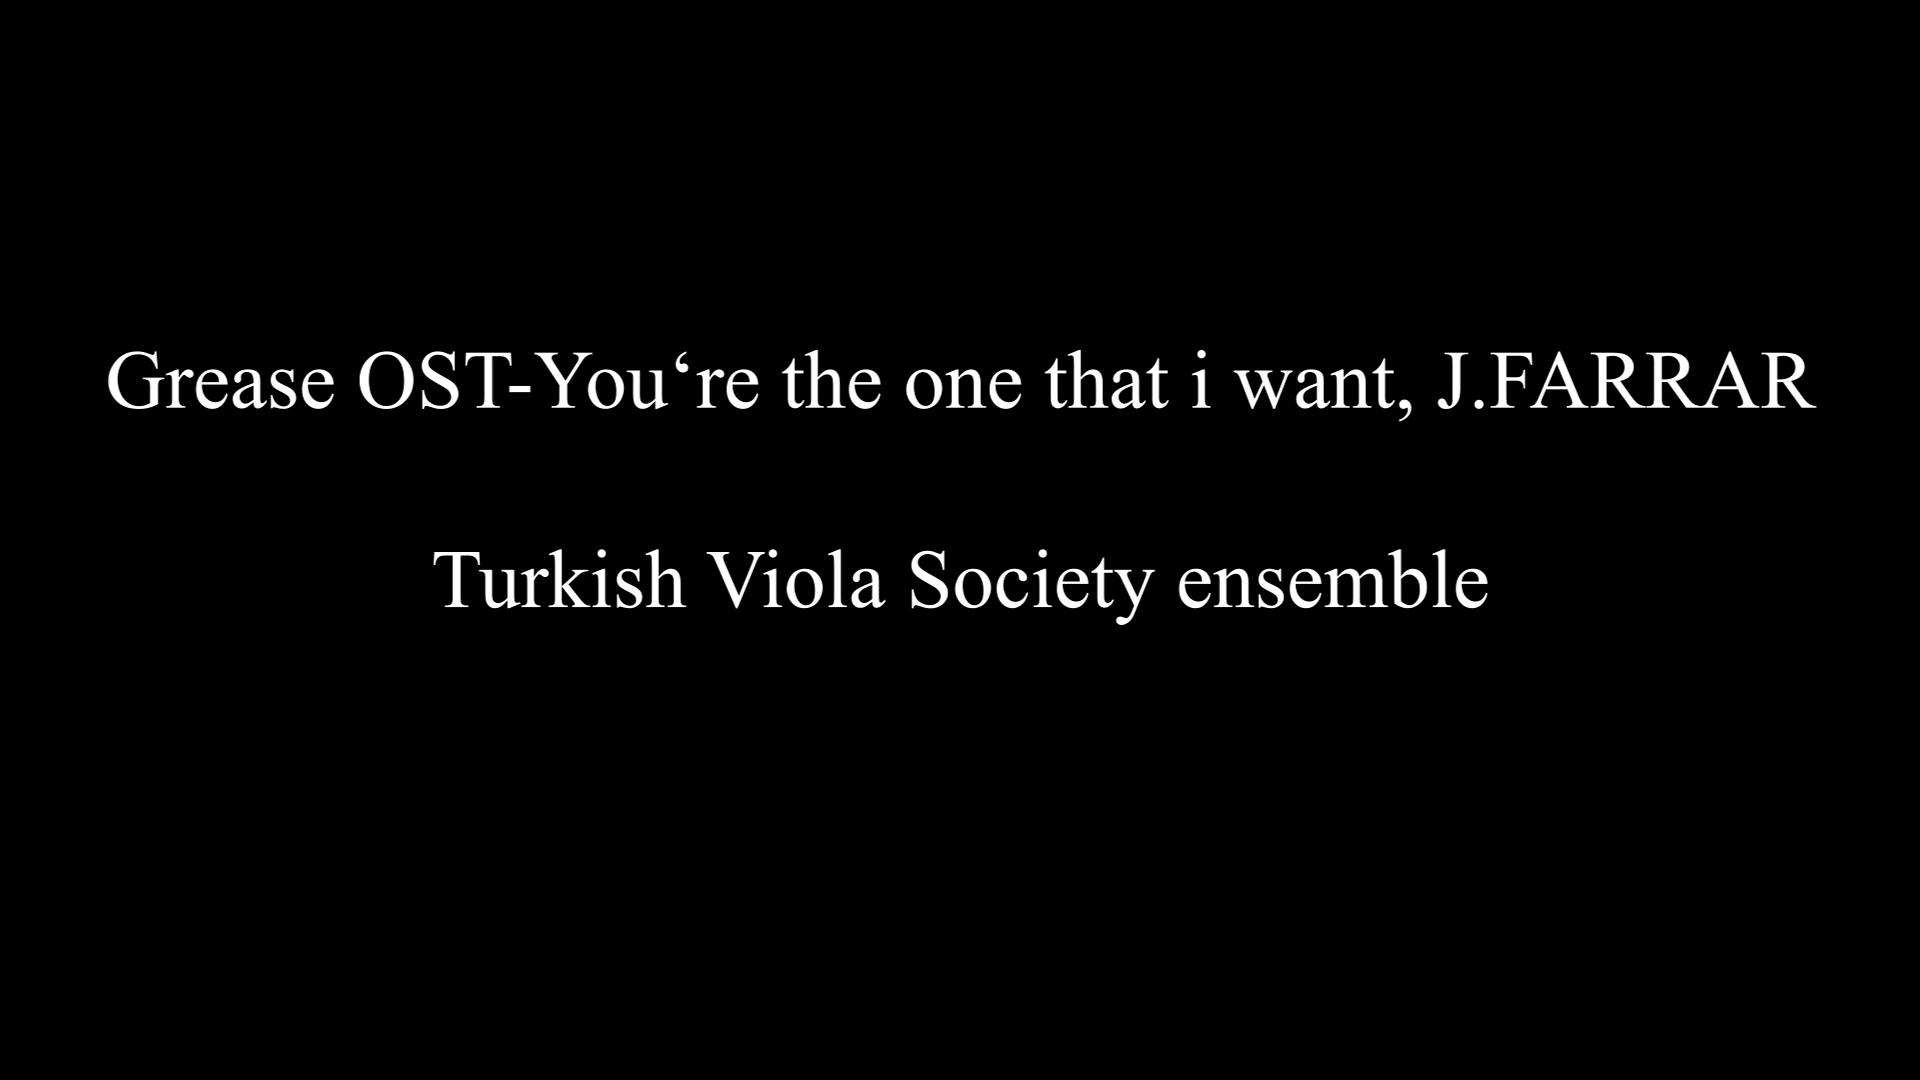 Grease OST-You‘re the one that i want, J.FARRAR
Turkish Viola Society ensemble